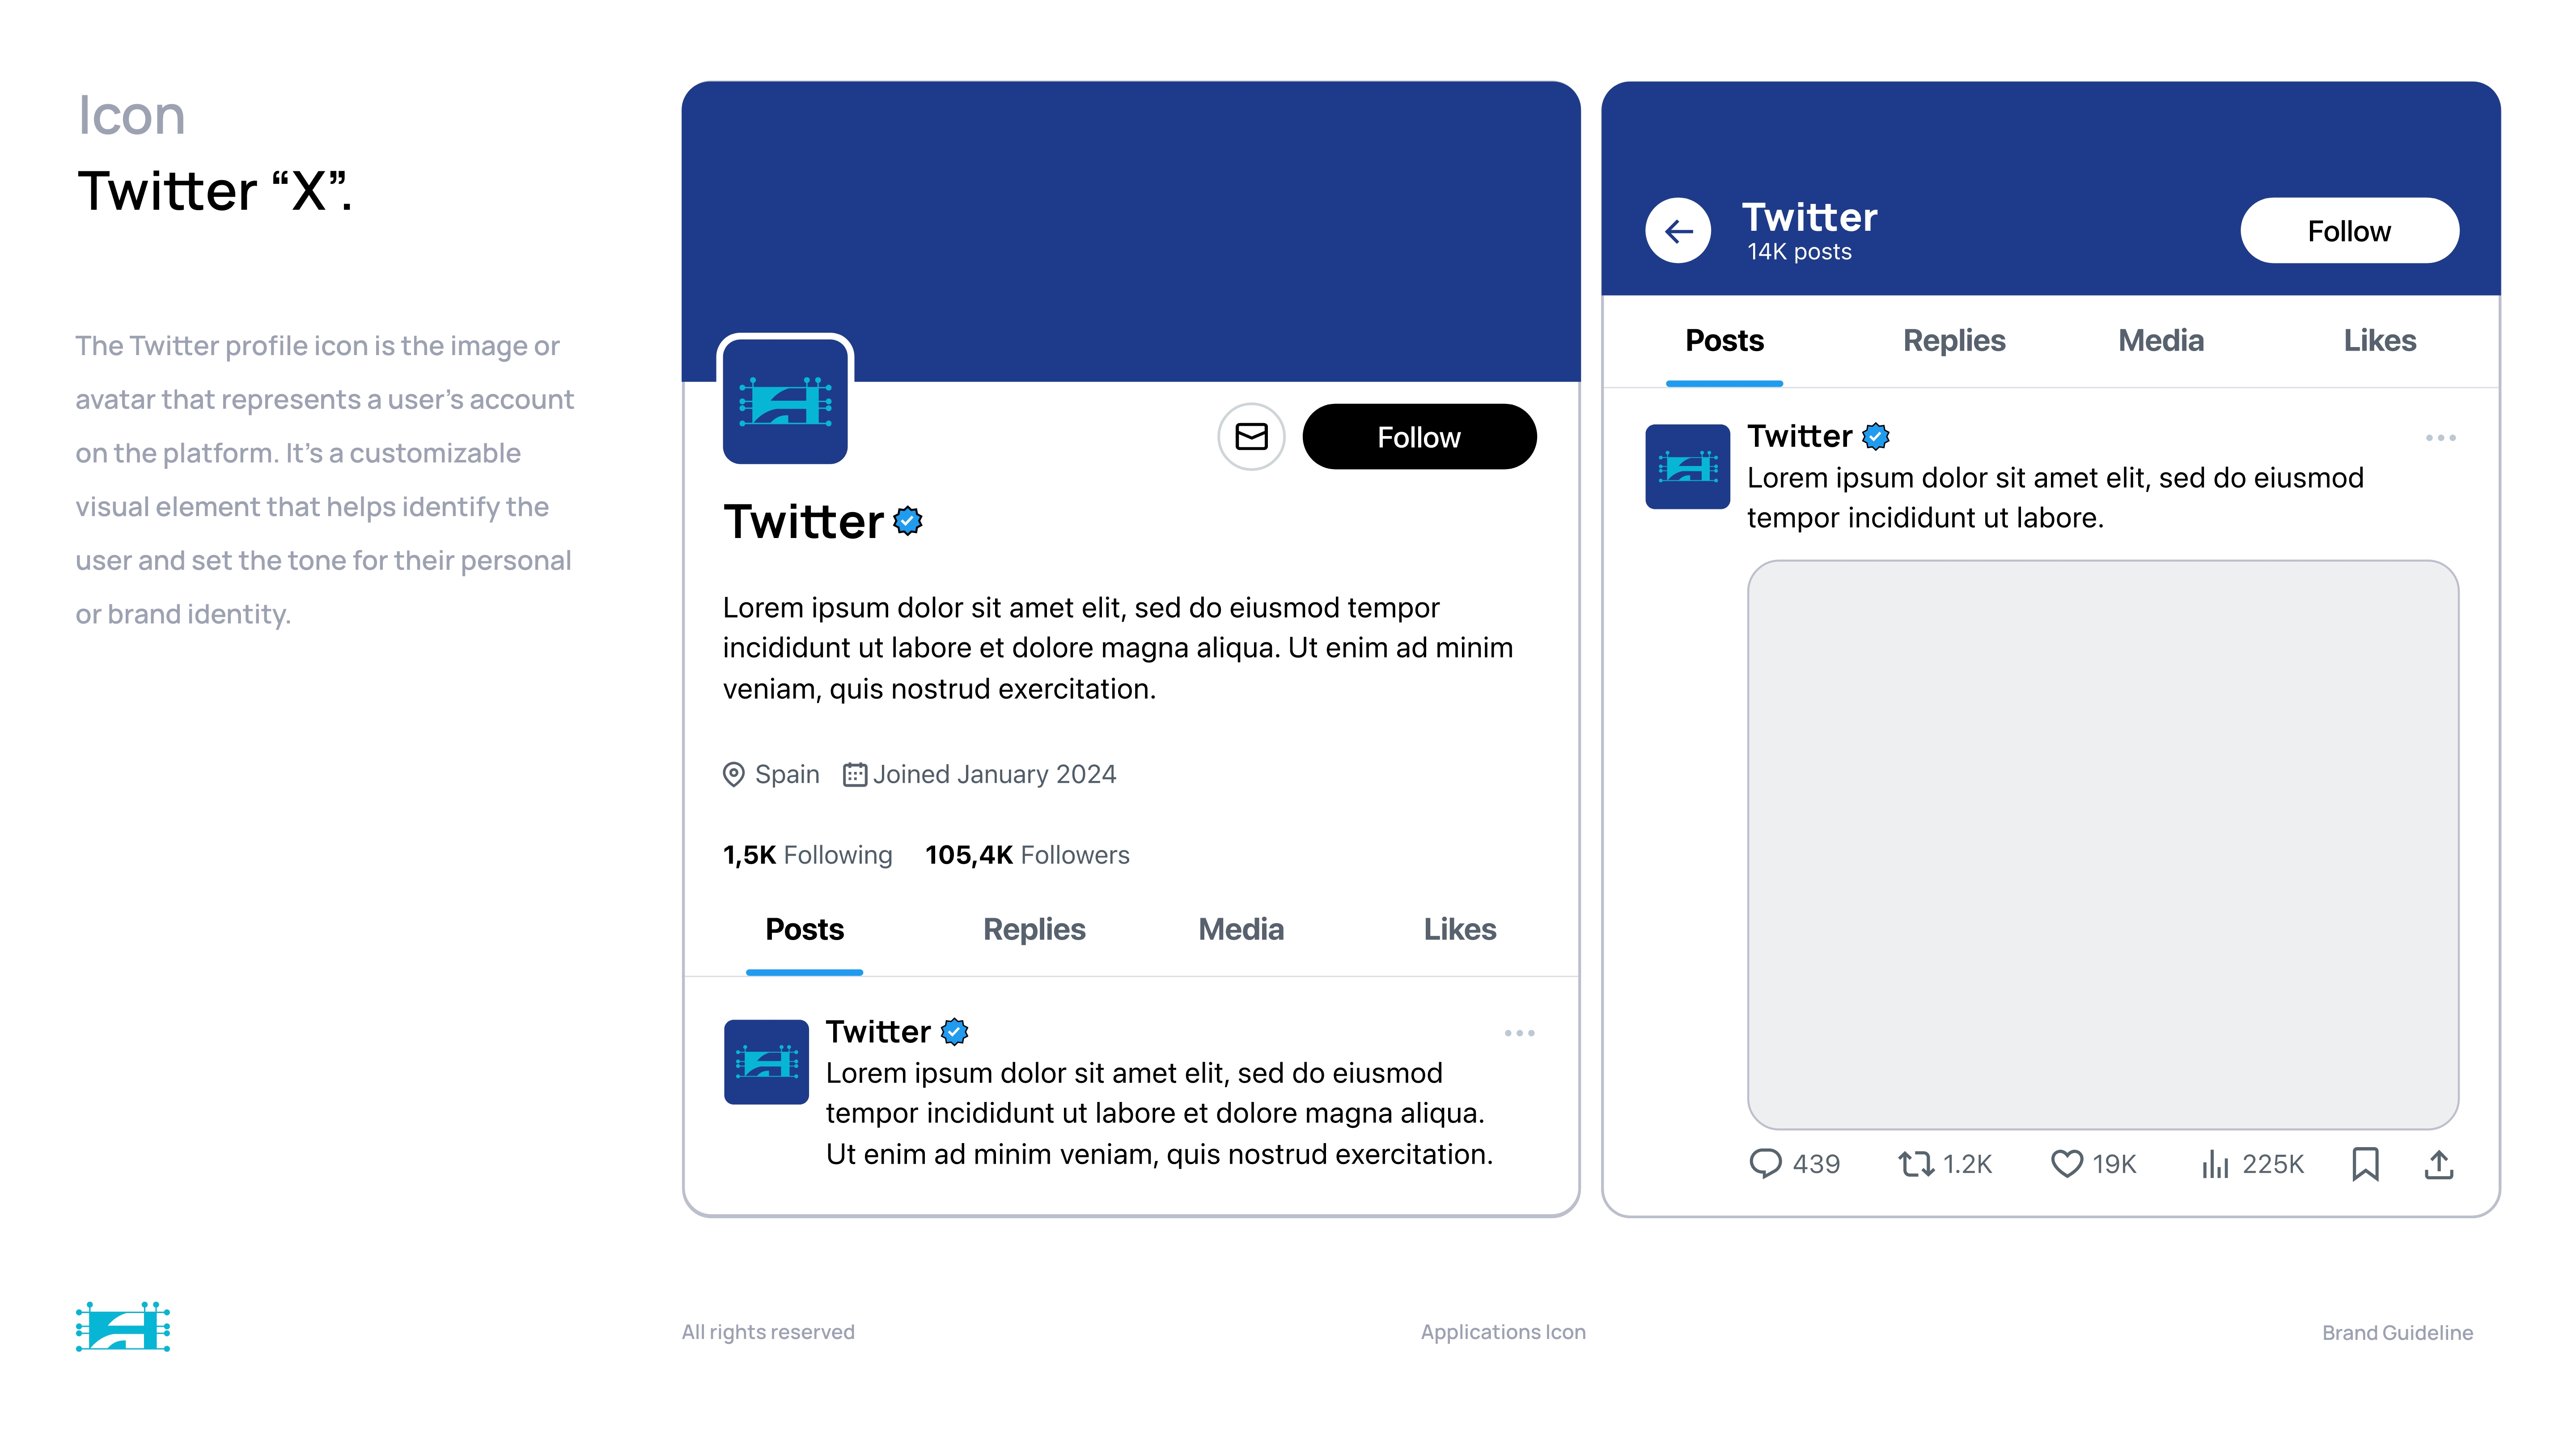 Icon
Twitter “X”.
The Twitter profile icon is the image or
avatar that represents a user’s account
on the platform. It’s a customizable
visual element that helps identify the
user and set the tone for their personal
or brand identity.
Follow
Twitter
Lorem ipsum dolor sit amet elit, sed do eiusmod tempor
incididunt ut labore et dolore magna aliqua. Ut enim ad minim
veniam, quis nostrud exercitation.
Spain Joined January 2024
1,5K Following 105,4K Followers
Posts Replies Media Likes
Twitter
Lorem ipsum dolor sit amet elit, sed do eiusmod
tempor incididunt ut labore et dolore magna aliqua.
Ut enim ad minim veniam, quis nostrud exercitation.
Twitter
14K posts
Follow
Posts Replies Media Likes
Twitter
Lorem ipsum dolor sit amet elit, sed do eiusmod
tempor incididunt ut labore.
439 1.2K 19K 225K
All rights reserved
Applications Icon
Brand Guideline